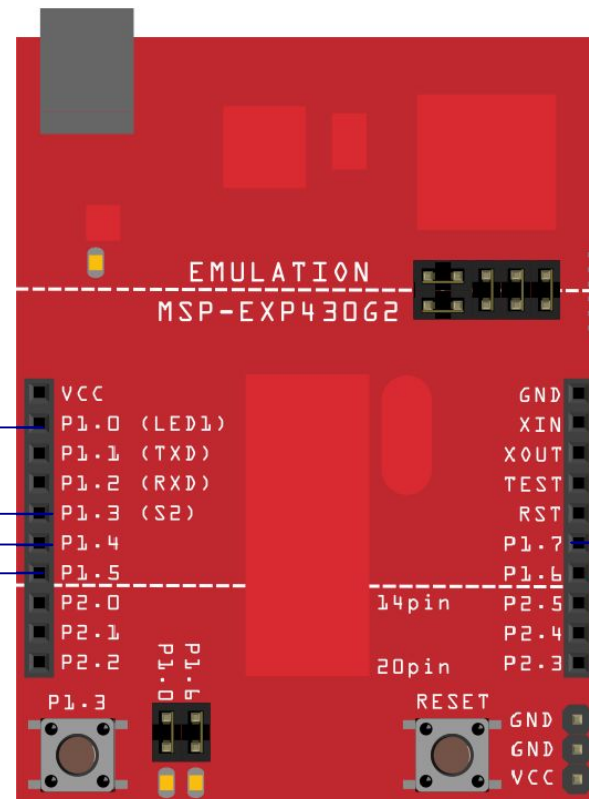 EMULATION
MSP-EXP430G2
VCC
P1.0 (LED1)
P1.1 (TXD)
P1.2 (RXD)
P1.3 (S2)
P1.4
P1.5
P2.0
P2.1
P2.2
GND
XIN
XOUT
TEST
RST
P1.7
P1.6
P2.5
P2.4
P2.3
14pin
20pin
P1.3
P1.0
P1.6
RESET
GND
GND
VCC